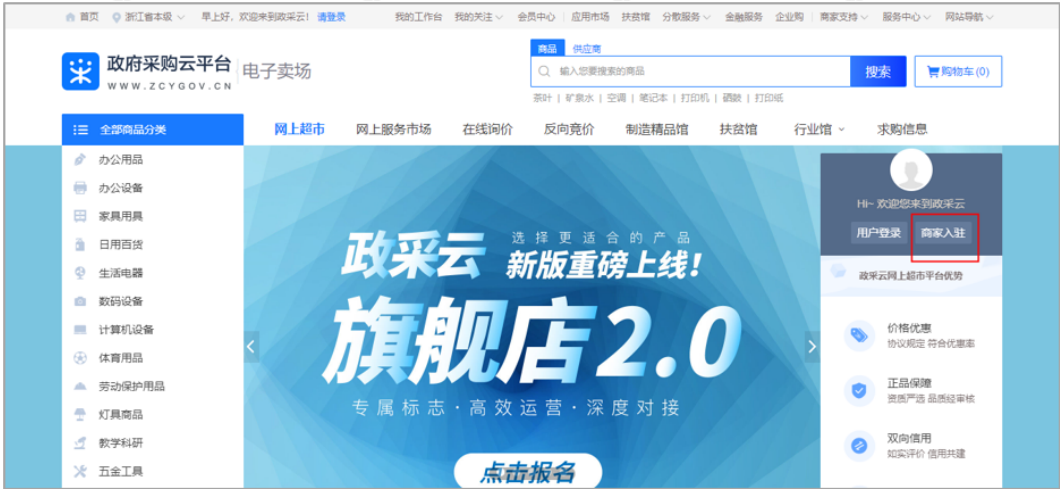 首页 浙江省本级 早上好，欢迎来到政采云！ 请登录 我的工作台 我的关注 会员中心 应用市场 扶贫馆 分散服务 金融服务 企业购 商家支持 服务中心 网站导航
政府采购云平台
WWW.ZCYGOV.CN
电子卖场
商品 供应商
输入您要搜索的商品
搜索
购物车(0)
茶叶 | 矿泉水 | 空调 | 笔记本 | 打印机 | 硒鼓 | 打印纸
全部商品分类 网上超市 网上服务市场 在线询价 反向竞价 制造精品馆 扶贫馆 行业馆 求购信息
办公用品
办公设备
家具用具
日用百货
生活电器
数码设备
计算机设备
体育用品
劳动保护用品
灯具商品
教学科研
五金工具
政采云
选择更适合的产品
新版重磅上线!
旗舰店2.0
专属标志·高效运营·深度对接
点击报名
Hi~ 欢迎您来到政采云
用户登录 商家入驻
政采云网上超市平台优势
价格优惠
协议规定 符合优惠率
正品保障
资质严选 品质经审核
双向信用
如实评价 信用共建